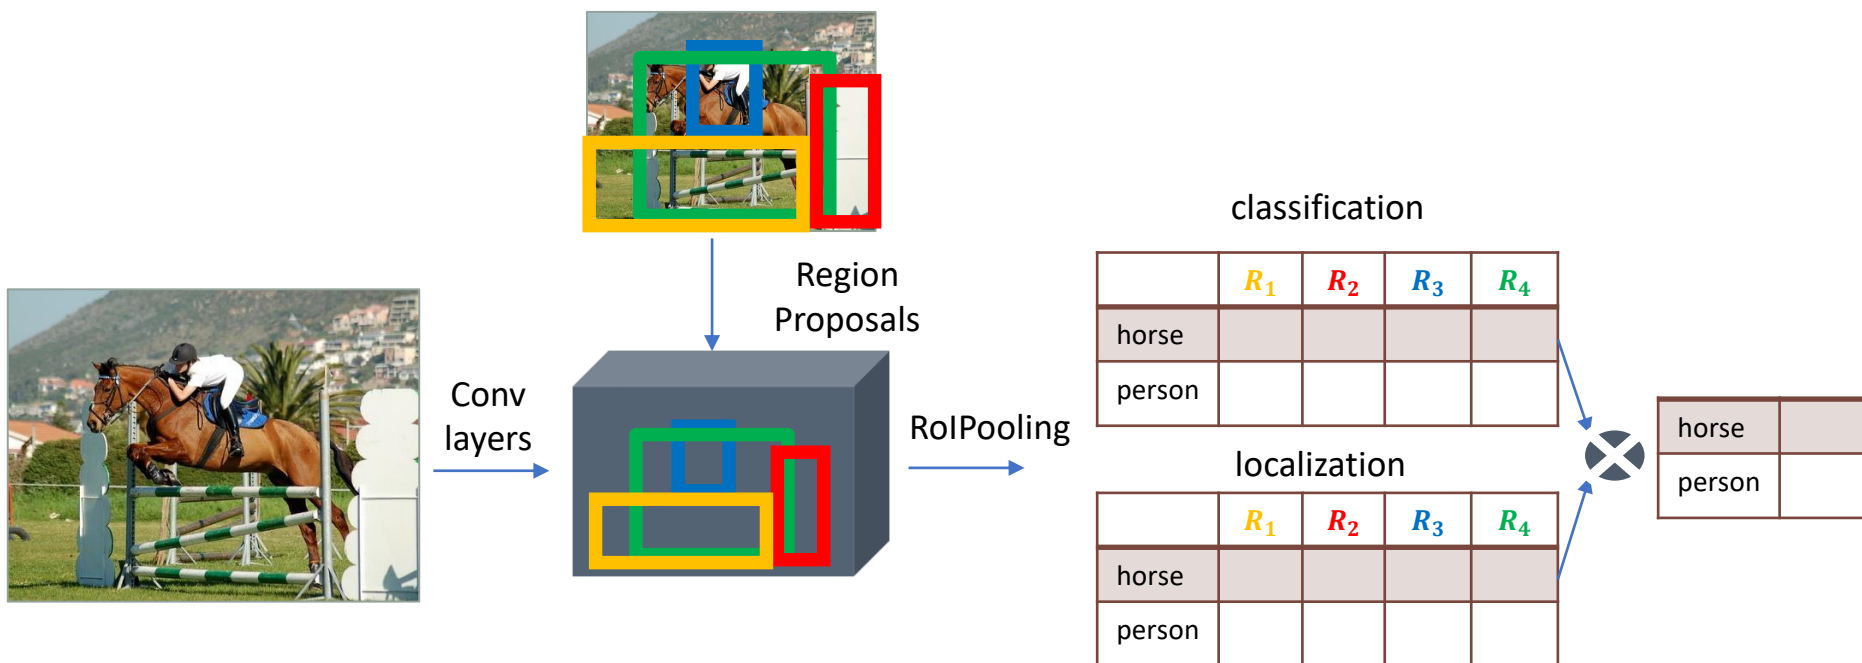 Region
Proposals
Conv
layers
RoIPooling
classification
R₁ R₂ R₃ R₄
horse
person
localization
R₁ R₂ R₃ R₄
horse
person
horse
person